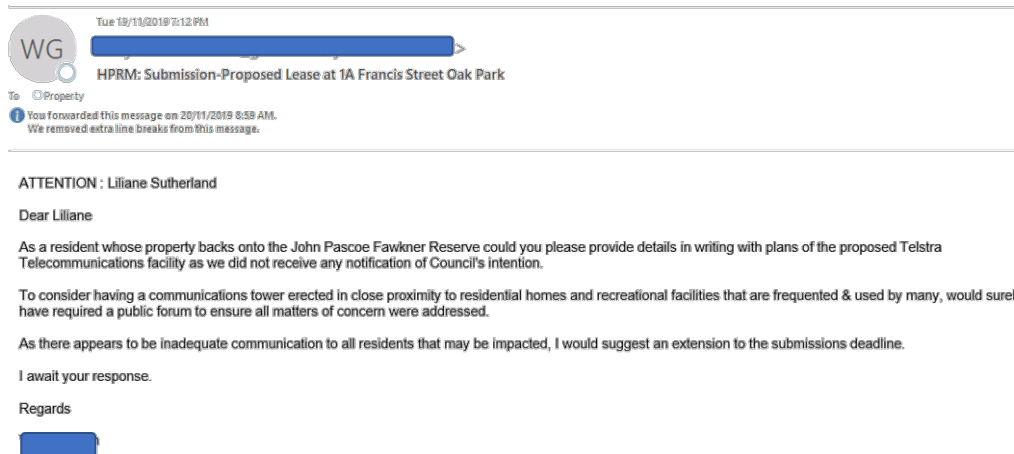 Tue 19/11/2019 7:12 PM
WG
HPRM: Submission-Proposed Lease at 1A Francis Street Oak Park
To Property
You forwarded this message on 20/11/2019 8:59 AM.
We removed extra line breaks from this message.
ATTENTION : Liliane Sutherland
Dear Liliane
As a resident whose property backs onto the John Pascoe Fawkner Reserve could you please provide details in writing with plans of the proposed Telstra
Telecommunications facility as we did not receive any notification of Council's intention.
To consider having a communications tower erected in close proximity to residential homes and recreational facilities that are frequented & used by many, would surel
have required a public forum to ensure all matters of concern were addressed.
As there appears to be inadequate communication to all residents that may be impacted, I would suggest an extension to the submissions deadline.
I await your response.
Regards